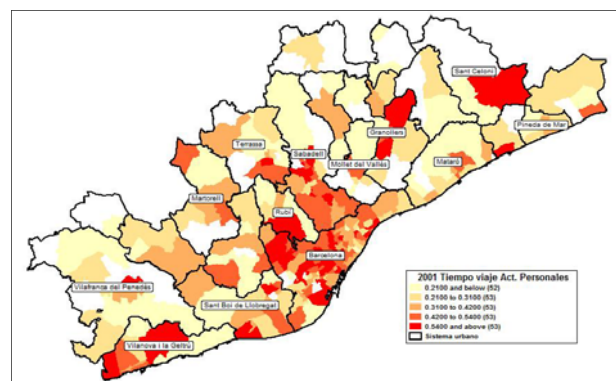 Sant Celoni
Pineda de Mar
Granollers
Terrassa
Sabadell
Mollet del Vallés
Mataró
Martorell
Rubí
Barcelona
Vilafranca del Penedés
Sant Boi de Llobregat
Vilanova i la Geltrú
2001 Tiempo viaje Act. Personales
0.2100 and below (52)
0.2100 to 0.3100 (53)
0.3100 to 0.4200 (53)
0.4200 to 0.5400 (53)
0.5400 and above (53)
Sistema urbano